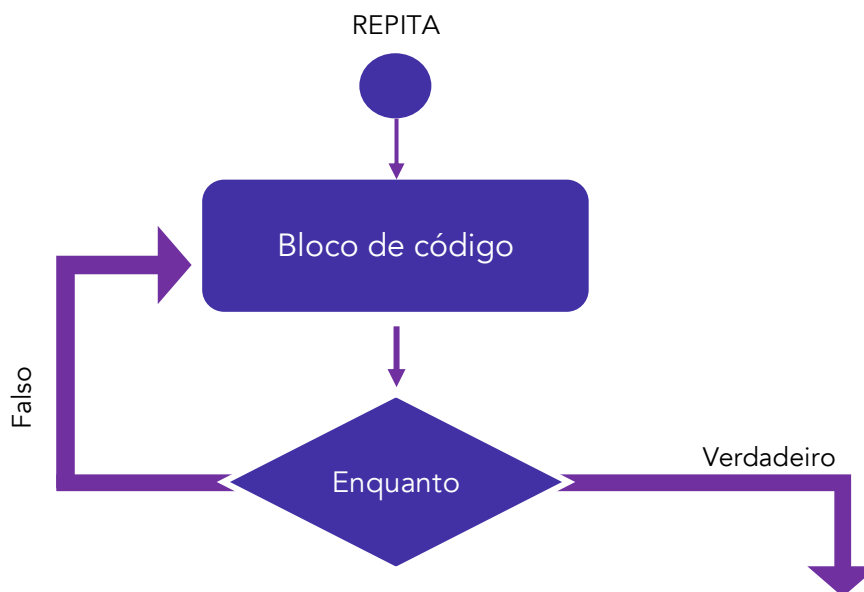 REPITA
Bloco de código
Falso
Enquanto
Verdadeiro